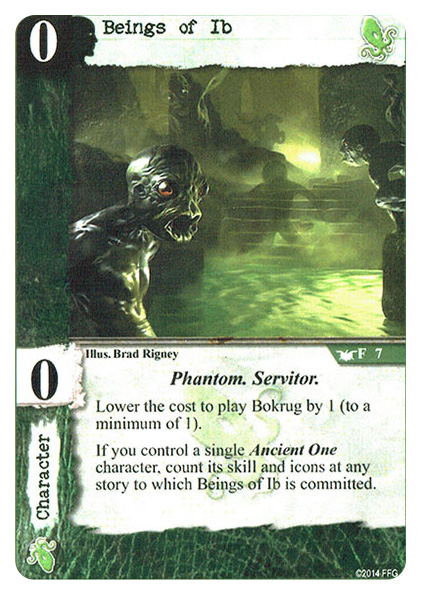 0
Beings of Ib
Illus. Brad Rigney
F 7
0
Phantom. Servitor.
Lower the cost to play Bokrug by 1 (to a
minimum of 1).
If you control a single Ancient One
character, count its skill and icons at any
story to which Beings of Ib is committed.
Character
©2014 FFG